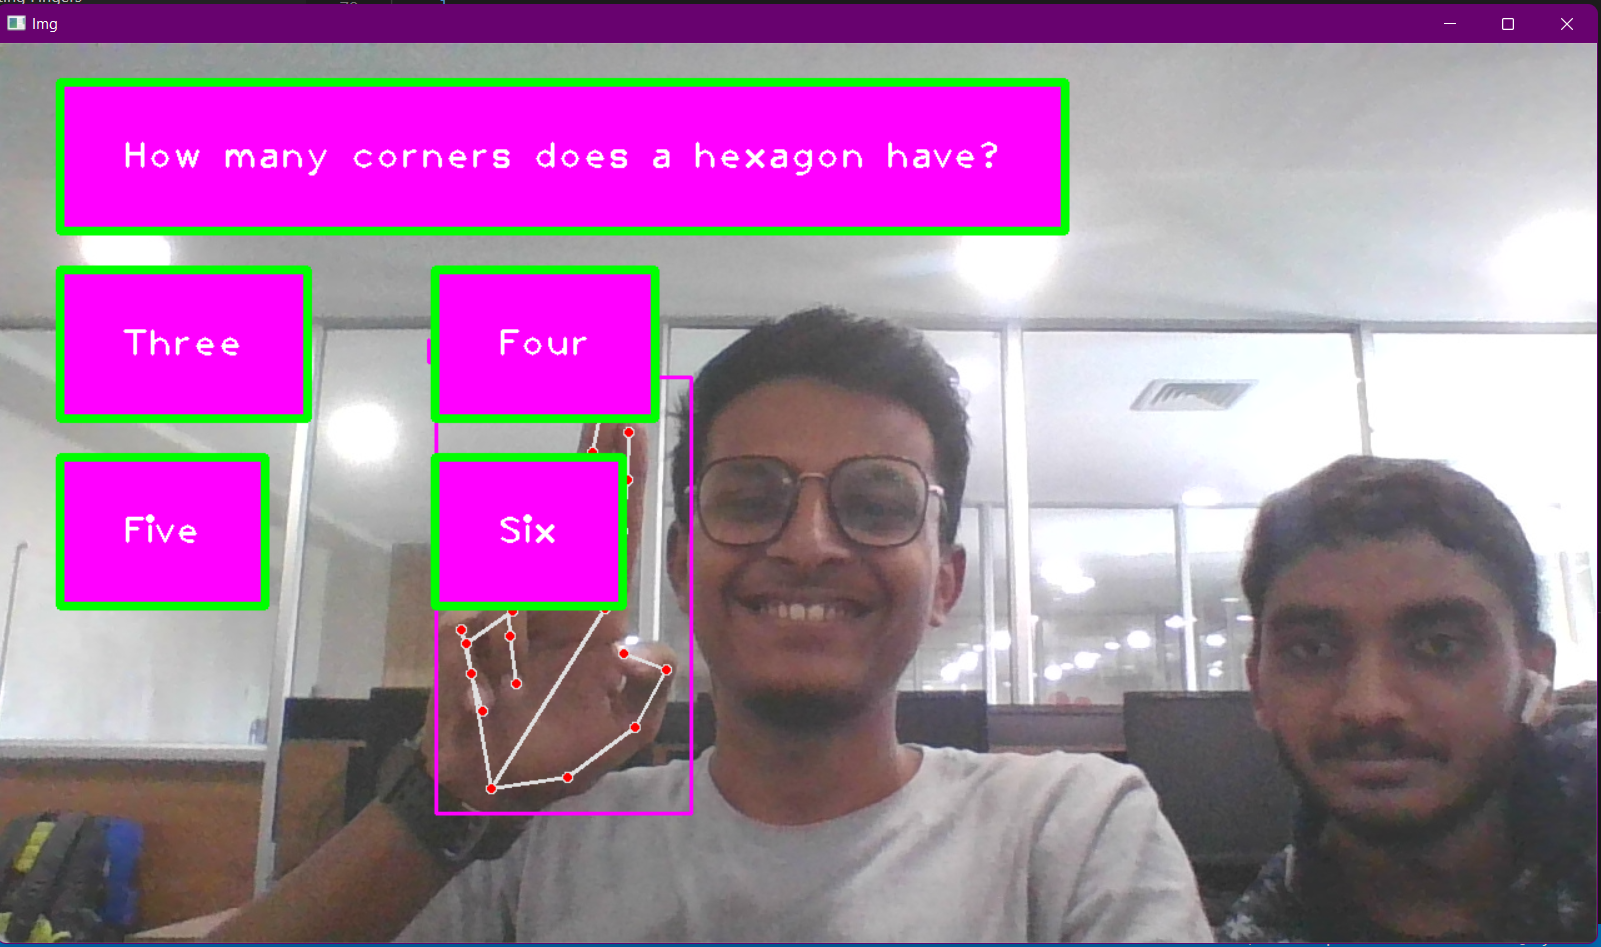 Img
How many corners does a hexagon have?
Three
Four
Five
Six